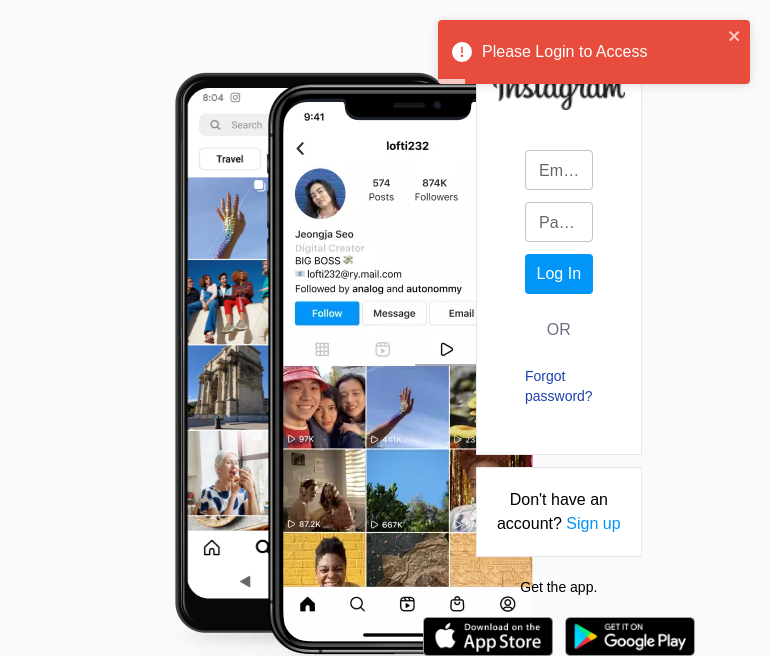 Please Login to Access
Instagram
8:04
Search
Travel
9:41
lofti232
574
Posts
874K
Followers
Jeongja Seo
Digital Creator
BIG BOSS
lofti232@ry.mail.com
Followed by analog and autonommy
Follow
Message
Email
97K
441K
23
87.2K
667K
Em...
Pa...
Log In
OR
Forgot
password?
Don't have an
account? Sign up
Get the app.
Download on the
App Store
GET IT ON
Google Play